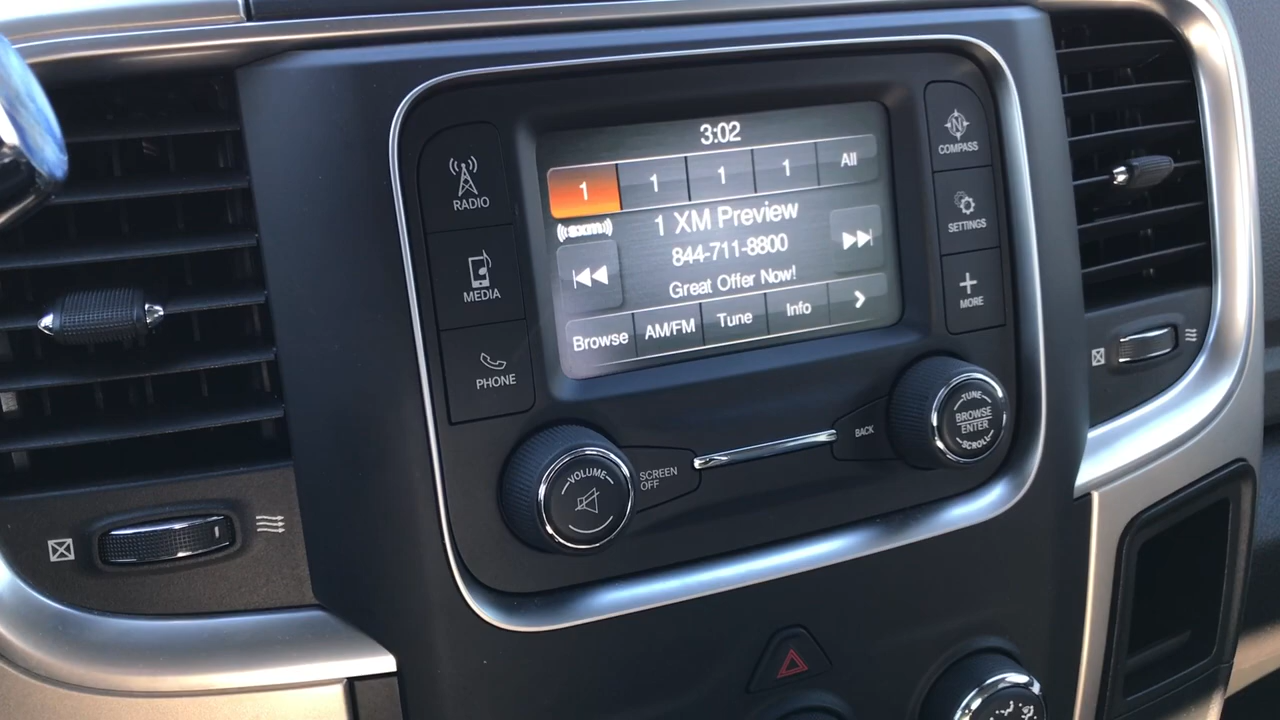 3:02
1 1 1 1 All
((sxm))
1 XM Preview
844-711-8800
Great Offer Now!
Browse AM/FM Tune Info
RADIO
MEDIA
PHONE
N
COMPASS
SETTINGS
MORE
VOLUME
SCREEN
OFF
BACK
TUNE
BROWSE
ENTER
SCROLL